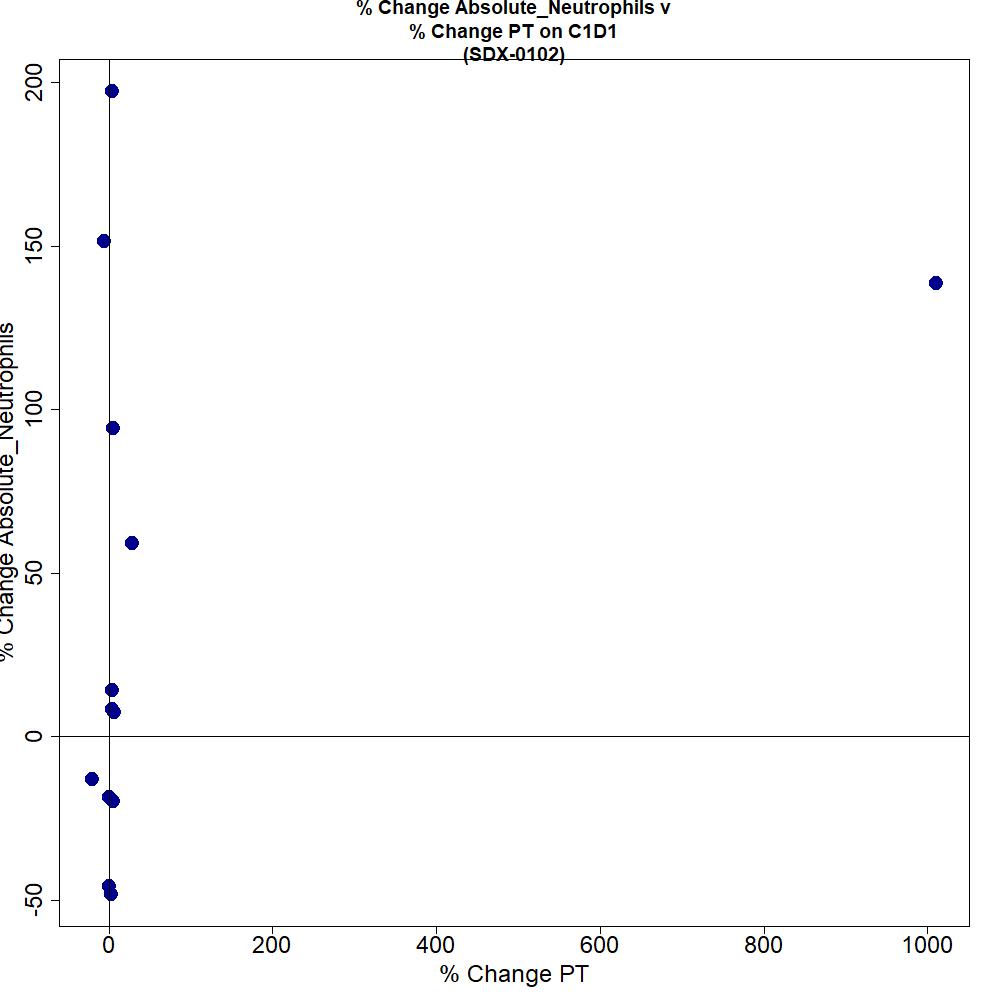 % Change Absolute_Neutrophils v
% Change PT on C1D1
(SDX-0102)
% Change Absolute_Neutrophils
200
150
100
50
0
-50
0
200
400
600
800
1000
% Change PT